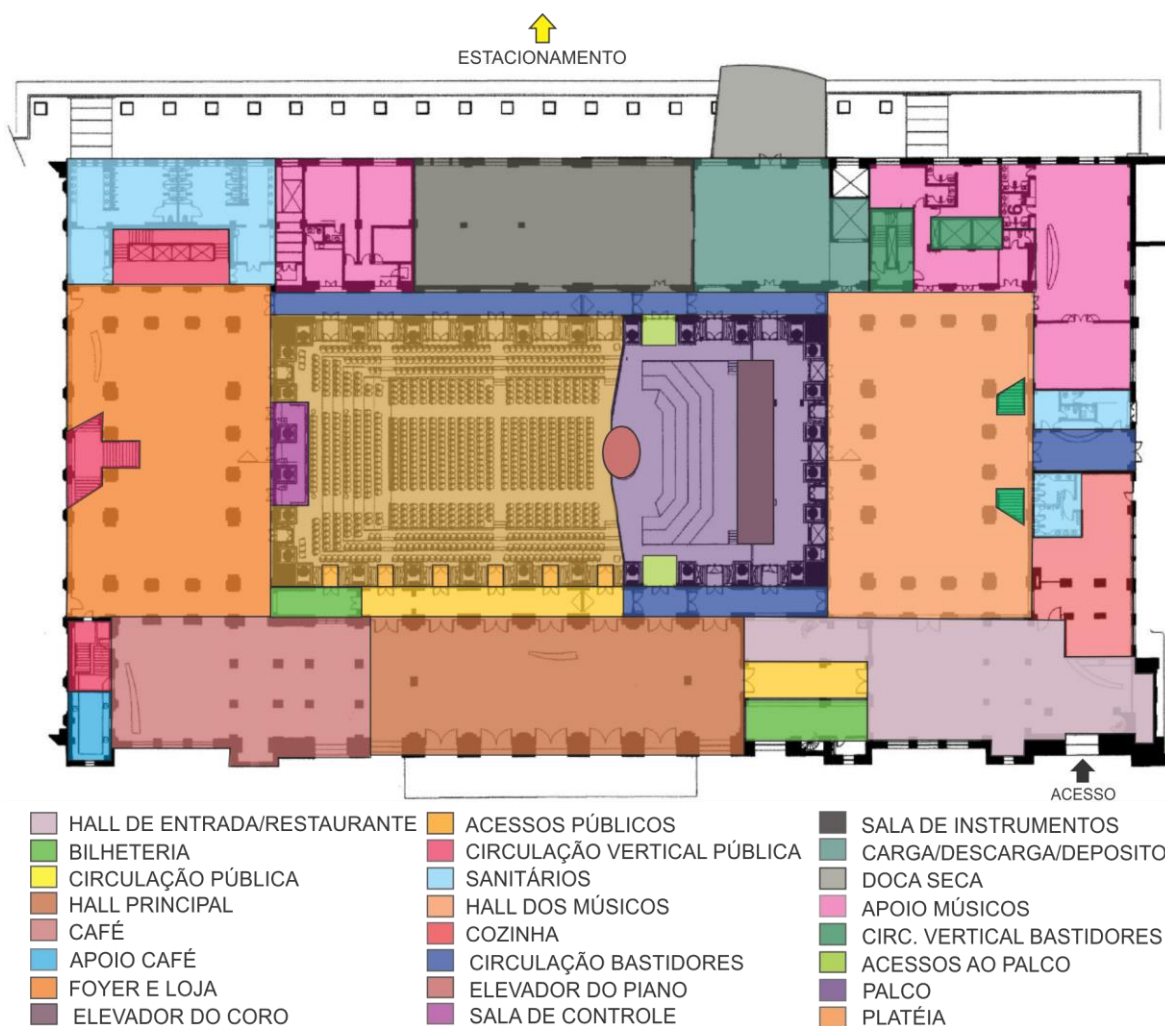 ESTACIONAMENTO
ACESSO
HALL DE ENTRADA/RESTAURANTE
BILHETERIA
CIRCULAÇÃO PÚBLICA
HALL PRINCIPAL
CAFÉ
APOIO CAFÉ
FOYER E LOJA
ELEVADOR DO CORO
ACESSOS PÚBLICOS
CIRCULAÇÃO VERTICAL PÚBLICA
SANITÁRIOS
HALL DOS MÚSICOS
COZINHA
CIRCULAÇÃO BASTIDORES
ELEVADOR DO PIANO
SALA DE CONTROLE
SALA DE INSTRUMENTOS
CARGA/DESCARGA/DEPOSITO
DOCA SECA
APOIO MÚSICOS
CIRC. VERTICAL BASTIDORES
ACESSOS AO PALCO
PALCO
PLATÉIA